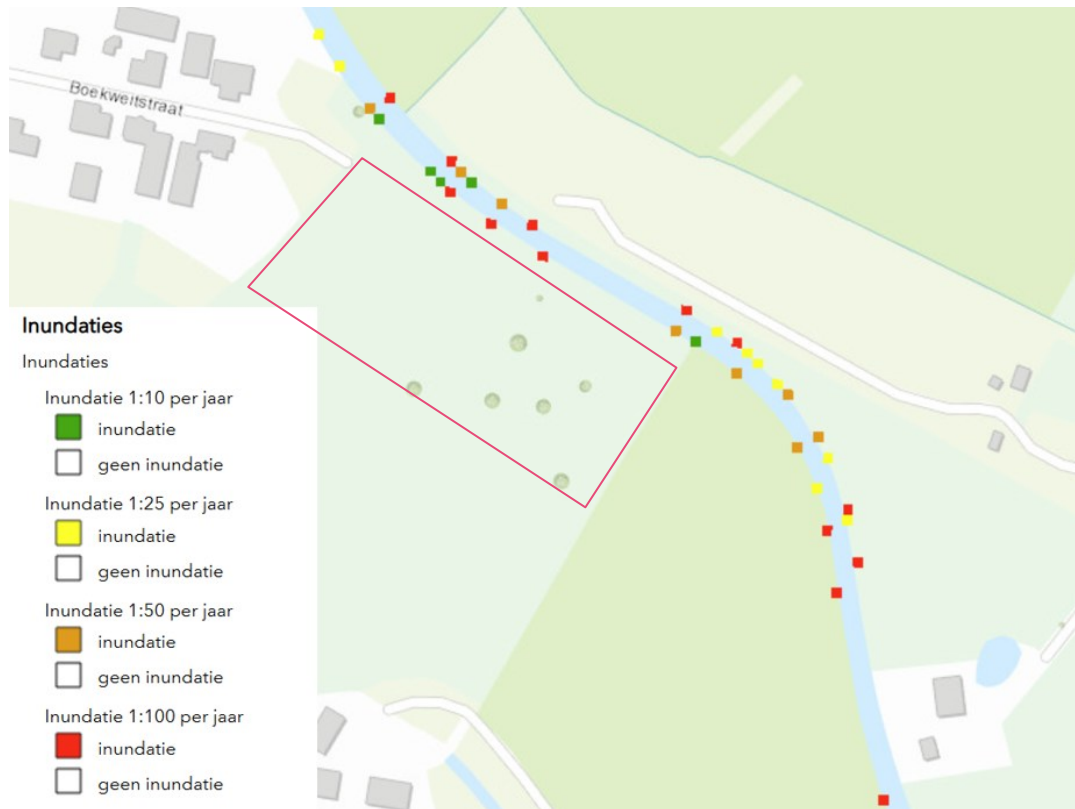 Boekweitstraat
Inundaties
Inundaties
Inundatie 1:10 per jaar
inundatie
geen inundatie
Inundatie 1:25 per jaar
inundatie
geen inundatie
Inundatie 1:50 per jaar
inundatie
geen inundatie
Inundatie 1:100 per jaar
inundatie
geen inundatie